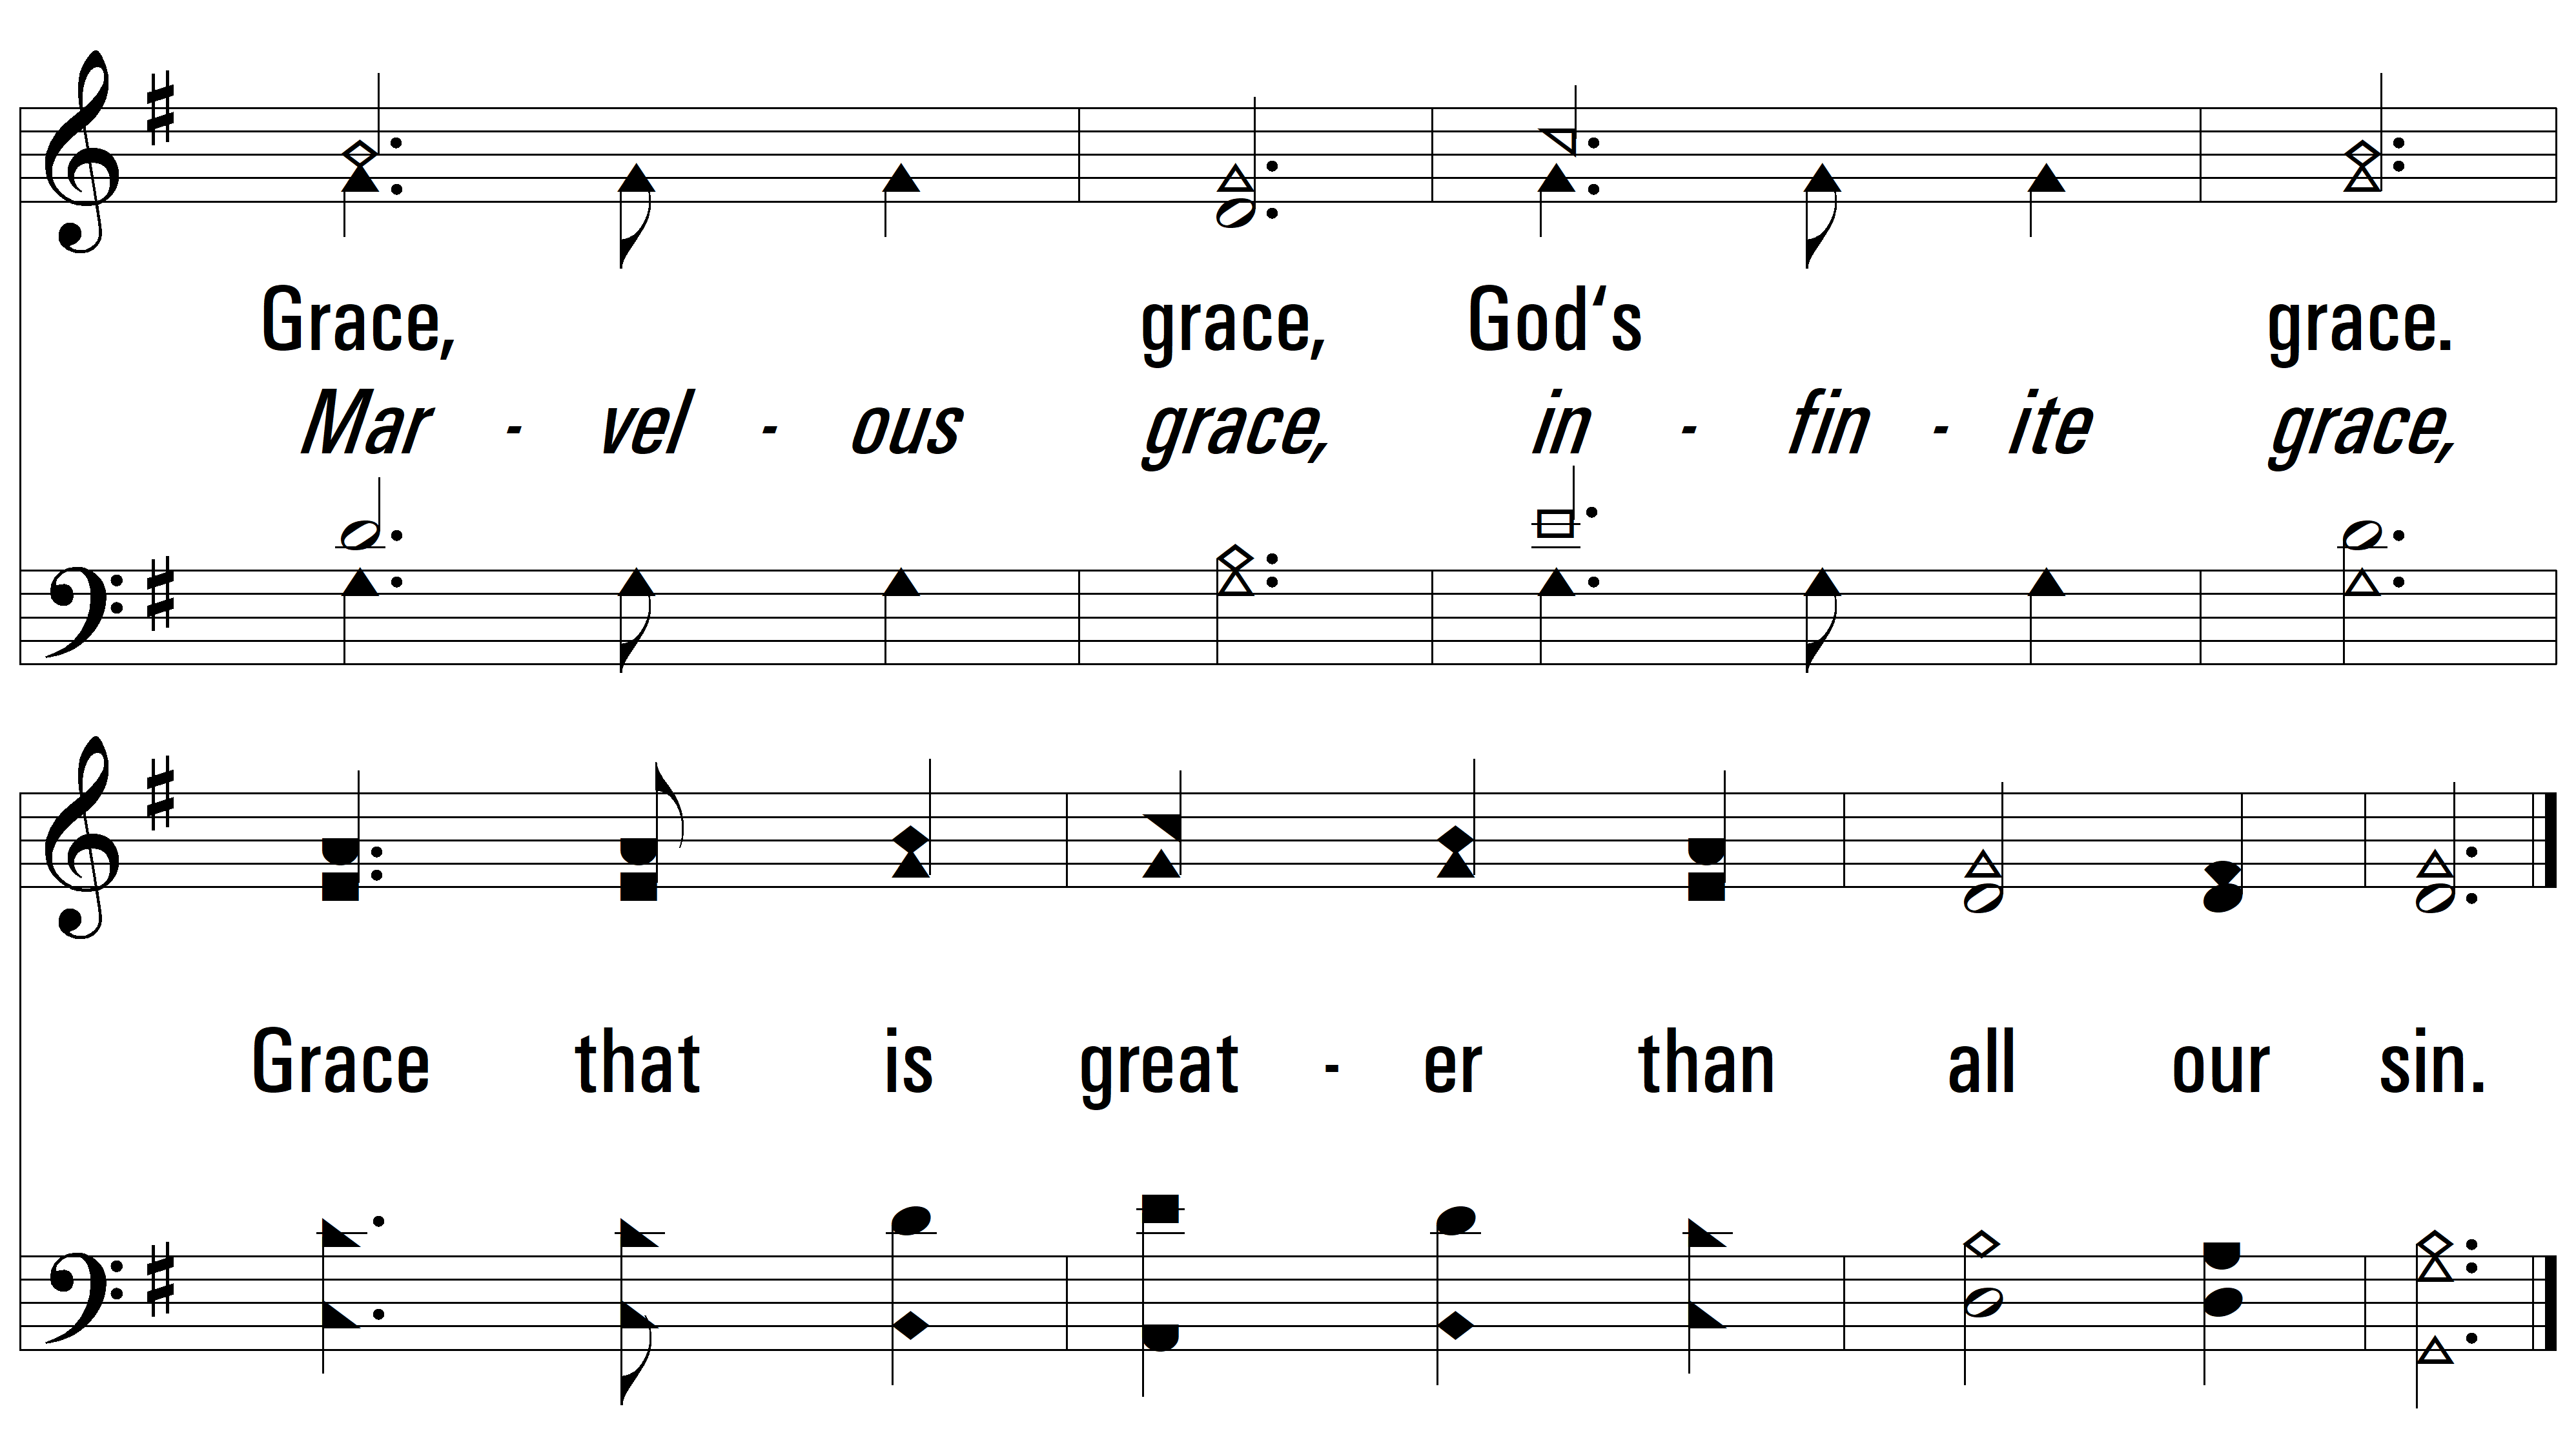 Grace, grace, God‘s grace.
Mar - vel - ous grace, in - fin - ite grace,
Grace that is great - er than all our sin.